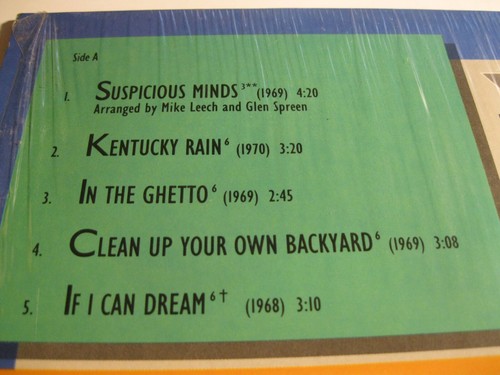 Side A
1. SUSPICIOUS MINDS 3** (1969) 4:20
Arranged by Mike Leech and Glen Spreen
2. KENTUCKY RAIN 6 (1970) 3:20
3. IN THE GHETTO 6 (1969) 2:45
4. CLEAN UP YOUR OWN BACKYARD 6 (1969) 3:08
5. IF I CAN DREAM 6† (1968) 3:10